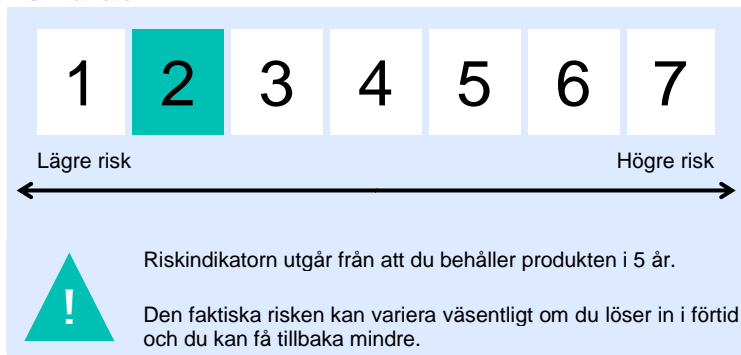 1 2 3 4 5 6 7
Lägre risk Högre risk
!
Riskindikatorn utgår från att du behåller produkten i 5 år.
Den faktiska risken kan variera väsentligt om du löser in i förtid
och du kan få tillbaka mindre.